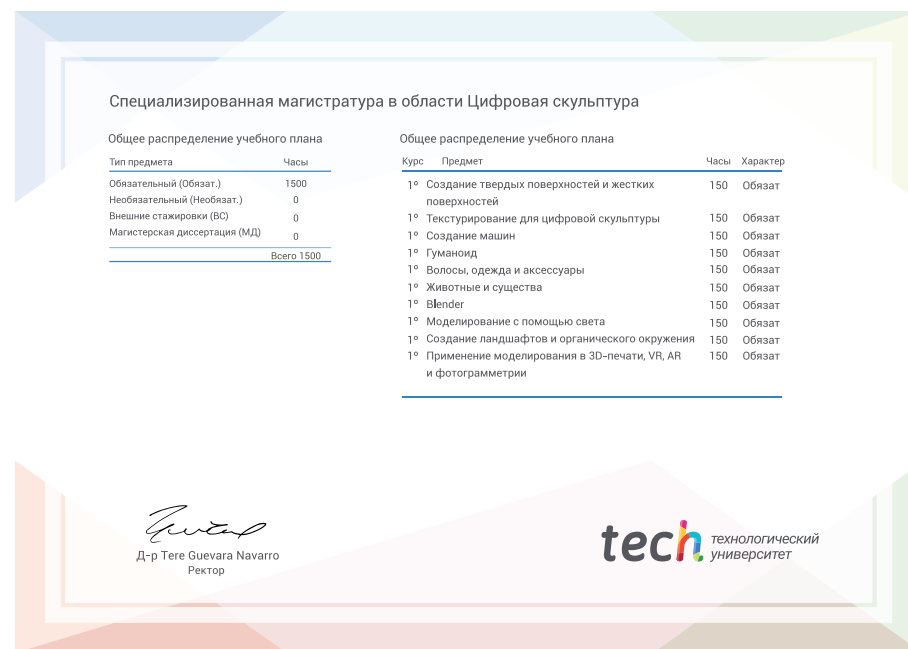 Специализированная магистратура в области Цифровая скульптура
Общее распределение учебного плана
Тип предмета Часы
Обязательный (Обязат.) 1500
Необязательный (Необязат.) 0
Внешние стажировки (ВС) 0
Магистерская диссертация (МД) 0
Всего 1500
Общее распределение учебного плана
Курс Предмет Часы Характер
1º Создание твердых поверхностей и жестких 150 Обязат
поверхностей
1º Текстурирование для цифровой скульптуры 150 Обязат
1º Создание машин 150 Обязат
1º Гуманоид 150 Обязат
1º Волосы, одежда и аксессуары 150 Обязат
1º Животные и существа 150 Обязат
1º Blender 150 Обязат
1º Моделирование с помощью света 150 Обязат
1º Создание ландшафтов и органического окружения 150 Обязат
1º Применение моделирования в 3D-печати, VR, AR 150 Обязат
и фотограмметрии
Д-р Tere Guevara Navarro
Ректор
tech технологический
университет